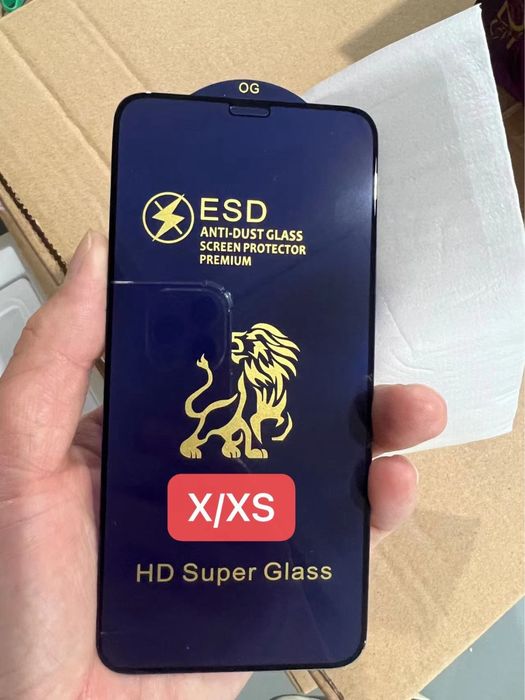 OG
ESD
ANTI-DUST GLASS
SCREEN PROTECTOR
PREMIUM
X/XS
HD Super Glass